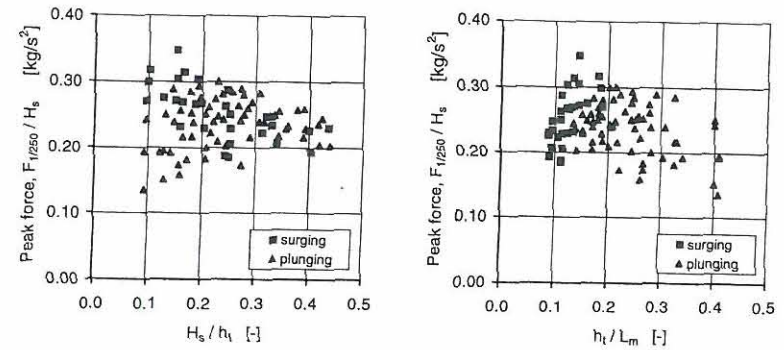 Peak force, F1/250 / Hs [kg/s²]
0.40
0.30
0.20
0.10
0.00
0.0 0.1 0.2 0.3 0.4 0.5
Hs / ht [-]
surging
plunging
Peak force, F1/250 / Hs [kg/s²]
0.40
0.30
0.20
0.10
0.00
0.0 0.1 0.2 0.3 0.4 0.5
ht / Lm [-]
surging
plunging